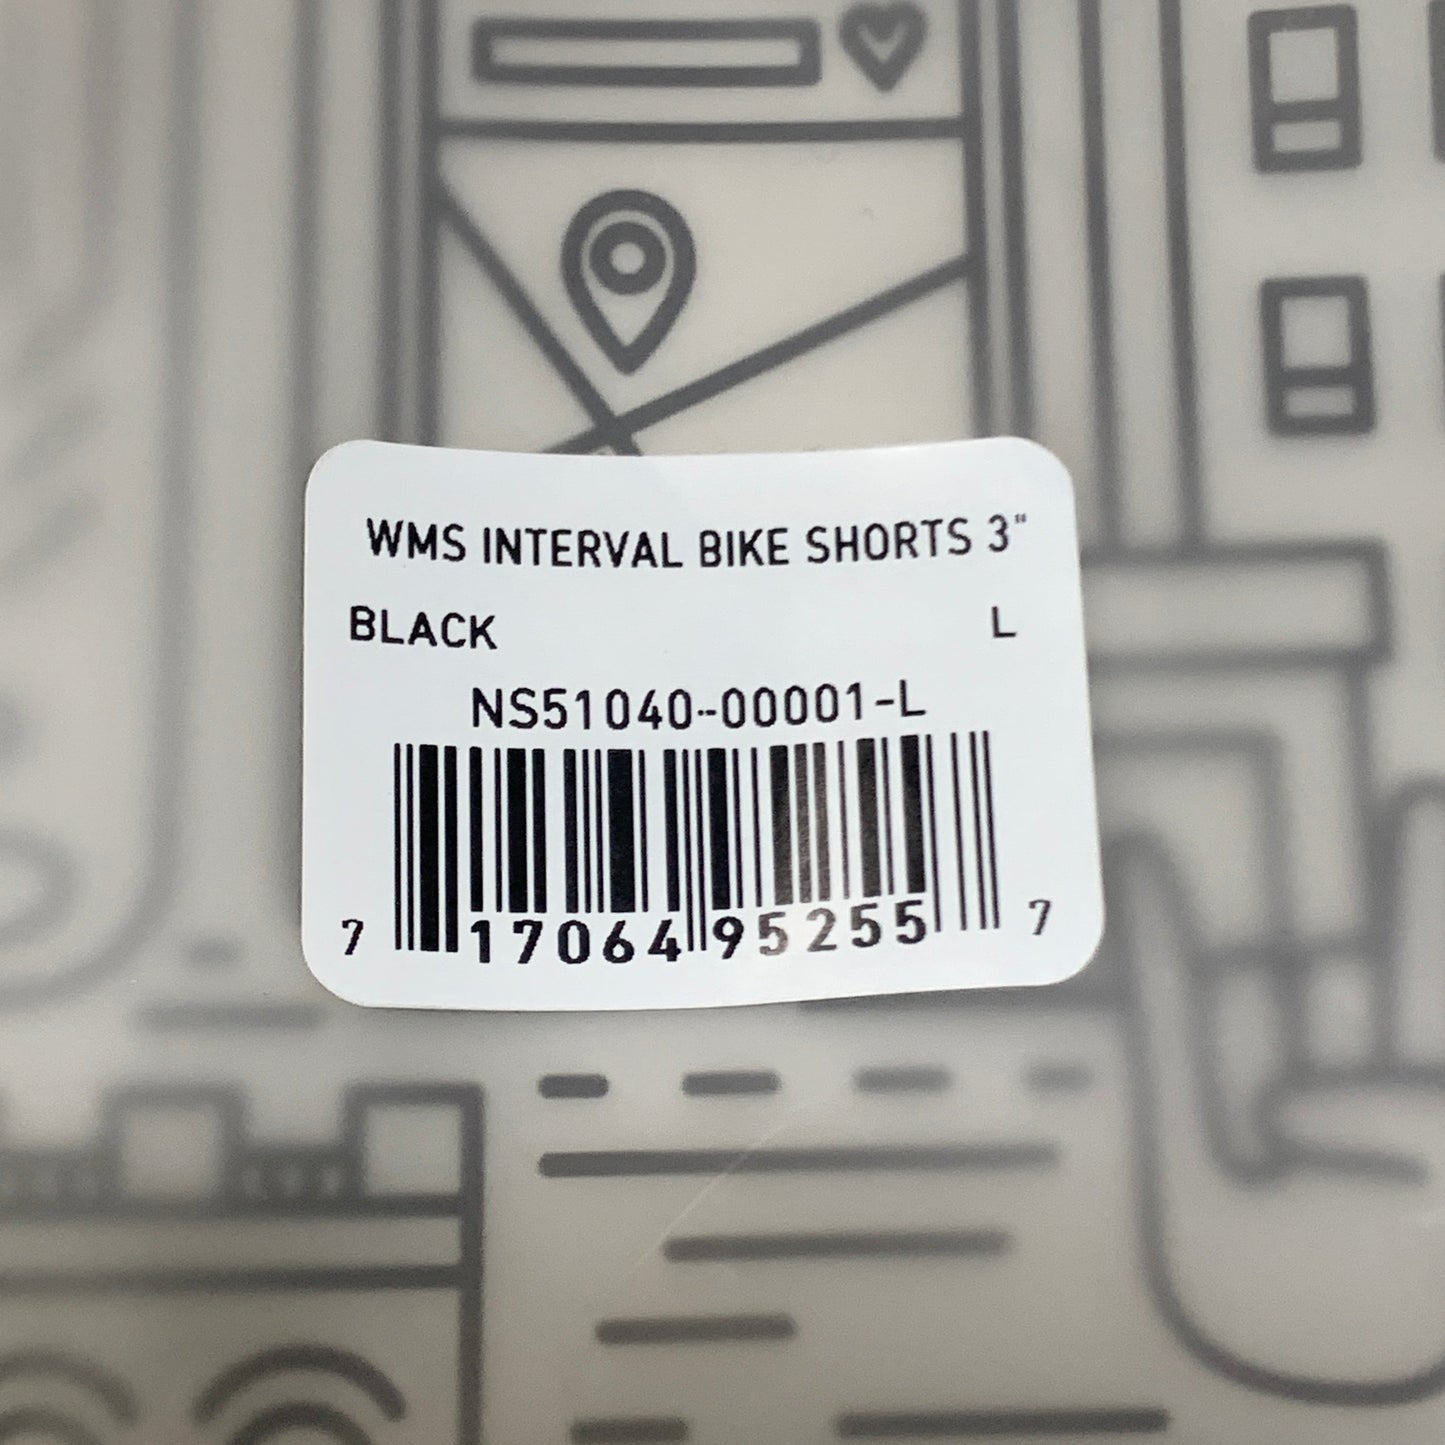 WMS INTERVAL BIKE SHORTS 3"
BLACK L
NS51040-00001-L
7 17064 95255 7